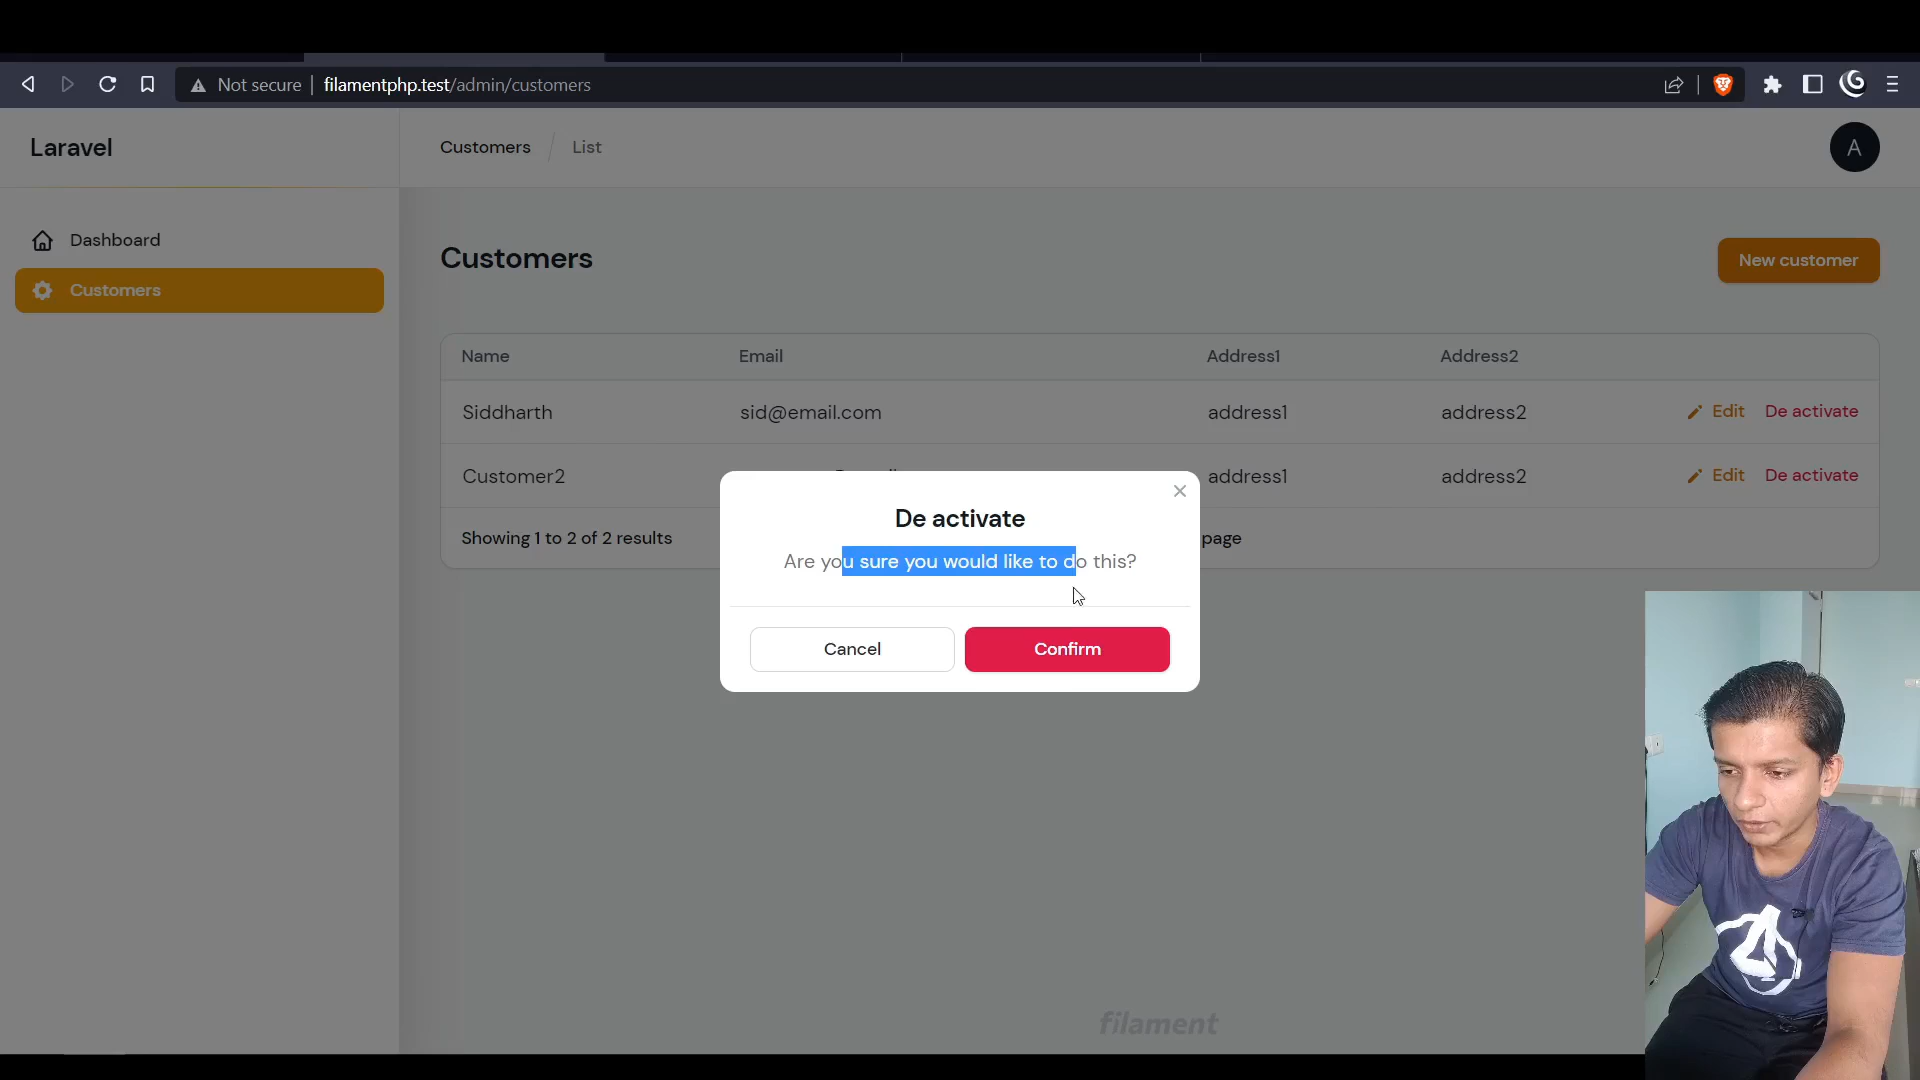 Not secure | filamentphp.test/admin/customers
Laravel
Customers / List
A
Dashboard
Customers
Customers
New customer
Name Email Address1 Address2
Siddharth sid@email.com address1 address2 Edit De activate
Customer2 address1 address2 Edit De activate
Showing 1 to 2 of 2 results page
De activate
Are you sure you would like to do this?
Cancel Confirm
filament